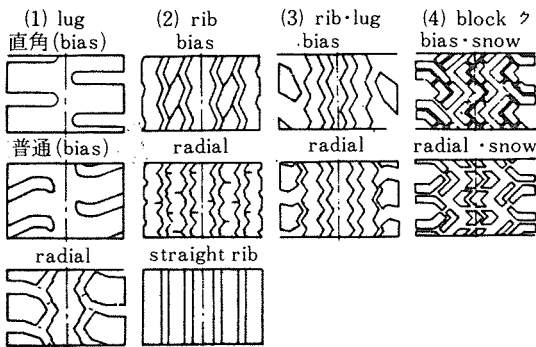 (1) lug
直角(bias)
普通(bias)
radial
(2) rib
bias
radial
straight rib
(3) rib·lug
bias
radial
(4) block ク
bias·snow
radial·snow